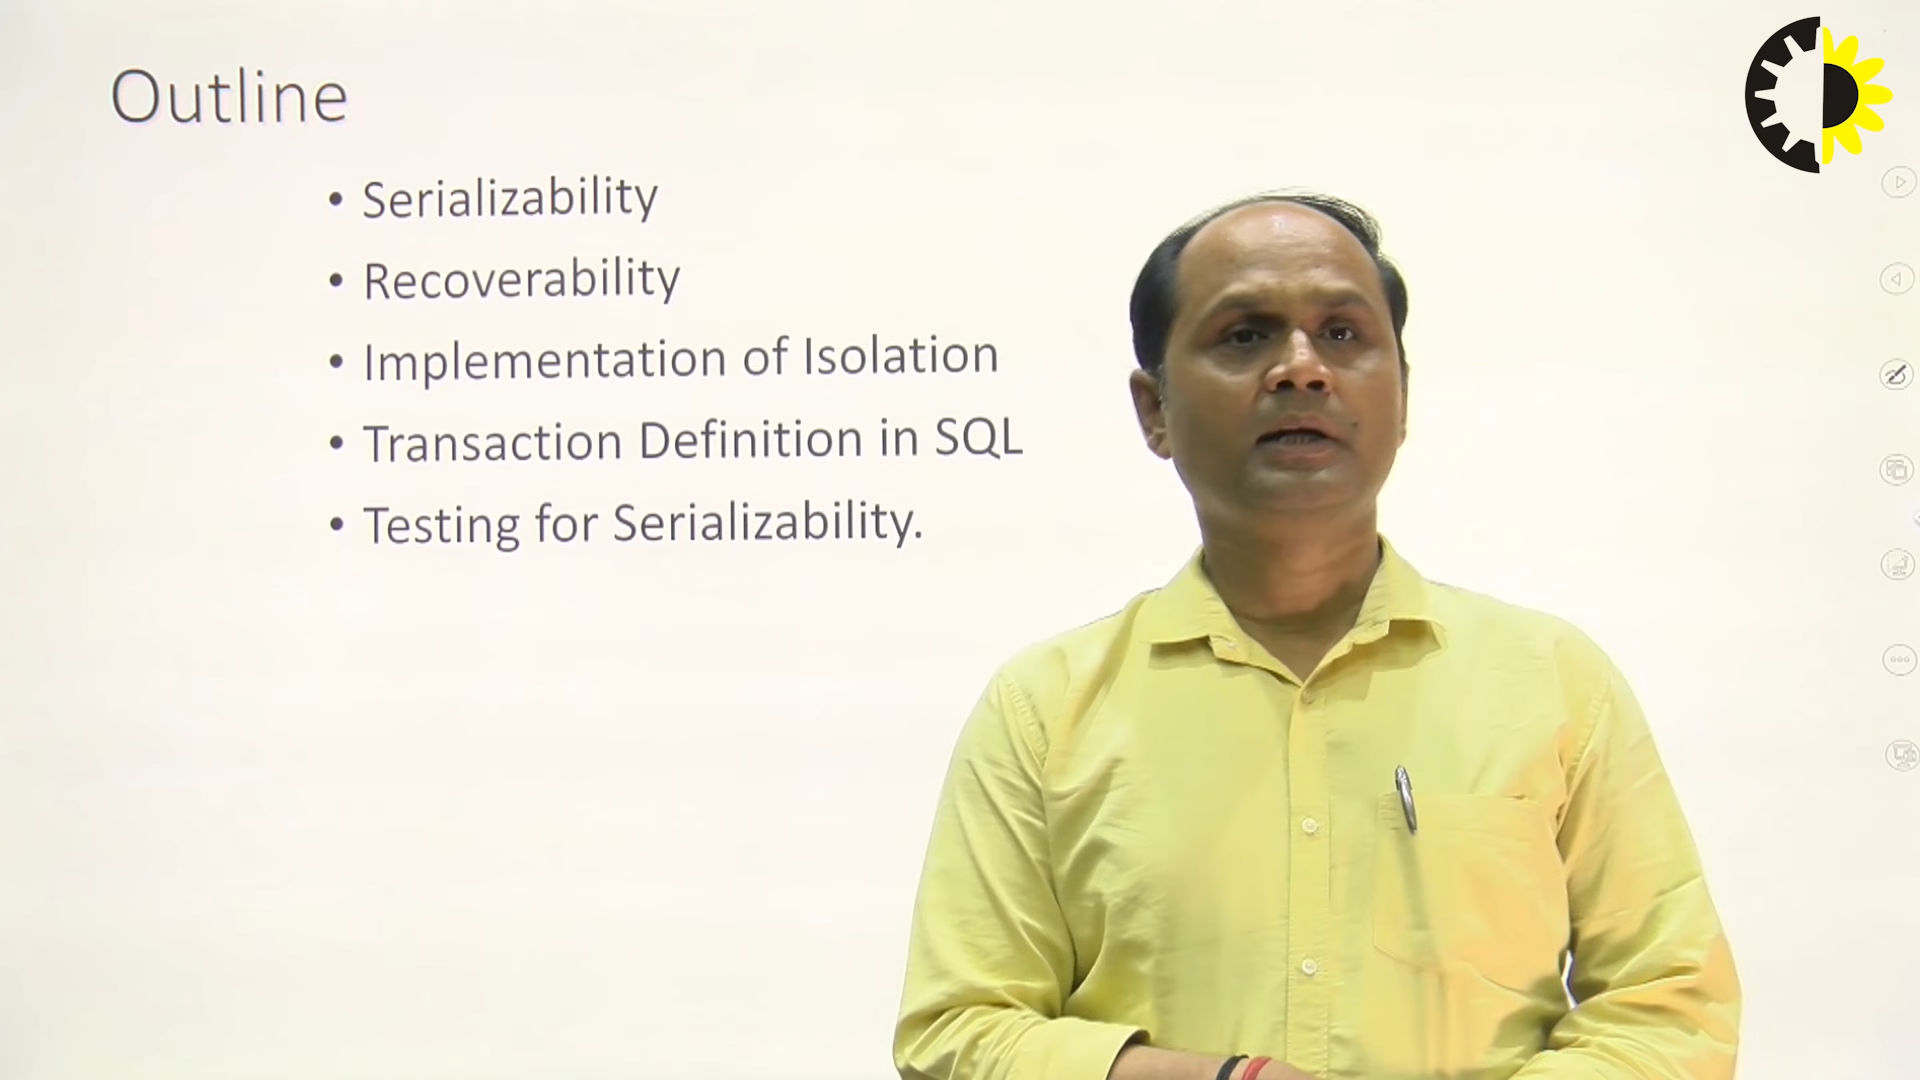 Outline
• Serializability
• Recoverability
• Implementation of Isolation
• Transaction Definition in SQL
• Testing for Serializability.